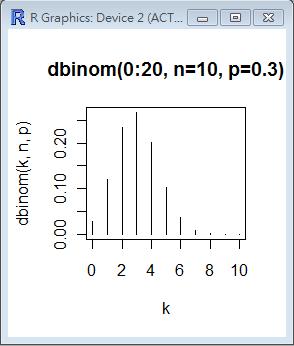 R Graphics: Device 2 (ACT...
dbinom(0:20, n=10, p=0.3)
dbinom(k, n, p)
0.20
0.10
0.00
0 2 4 6 8 10
k